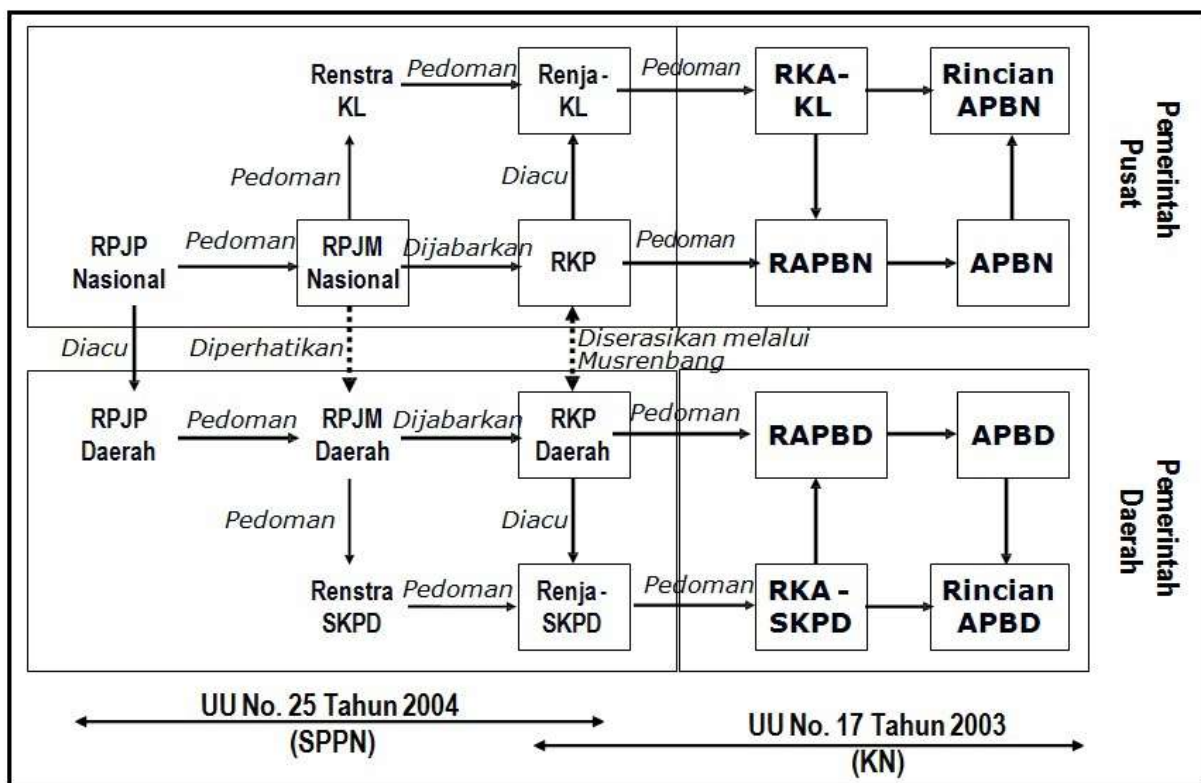 Renstra
KL
Pedoman
Renja-
KL
Pedoman
RKA-
KL
Rincian
APBN
Pedoman
Diacu
RPJP
Nasional
Pedoman
RPJM
Nasional
Dijabarkan
RKP
Pedoman
RAPBN
APBN
Pemerintah
Pusat
Diacu
Diperhatikan
Diserasikan melalui
Musrenbang
RPJP
Daerah
Pedoman
RPJM
Daerah
Dijabarkan
RKP
Daerah
Pedoman
RAPBD
APBD
Pedoman
Diacu
Renstra
SKPD
Pedoman
Renja-
SKPD
Pedoman
RKA-
SKPD
Rincian
APBD
Pemerintah
Daerah
UU No. 25 Tahun 2004
(SPPN)
UU No. 17 Tahun 2003
(KN)